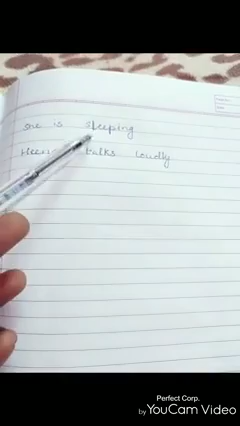 She is sleeping
talks loudly
Perfect Corp.
by YouCam Video